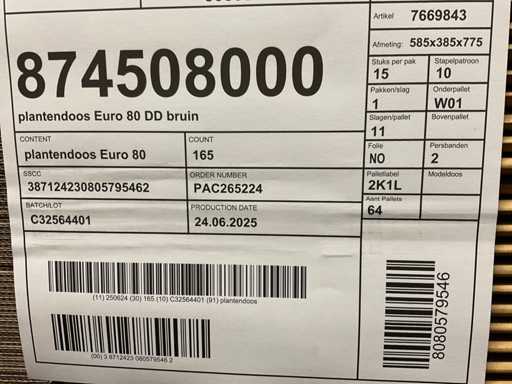 Artikel 7669843
874508000
Afmeting: 585x385x775
plantendoos Euro 80 DD bruin
Stuks per pak Stapelpatroon
15 10
Pakken/slag Onderpallet
1 W01
Slagen/pallet Bovenpallet
11
Folie Persbanden
NO 2
Palletlabel Modeldoos
2K1L
Aant Pallets
64
CONTENT COUNT
plantendoos Euro 80 165
SSCC ORDER NUMBER
387124230805795462 PAC265224
BATCH/LOT PRODUCTION DATE
C32564401 24.06.2025
(11) 250624 (30) 165 (10) C32564401 (91) plantendoos
(00) 3 8712423 080579546 2
8080579546